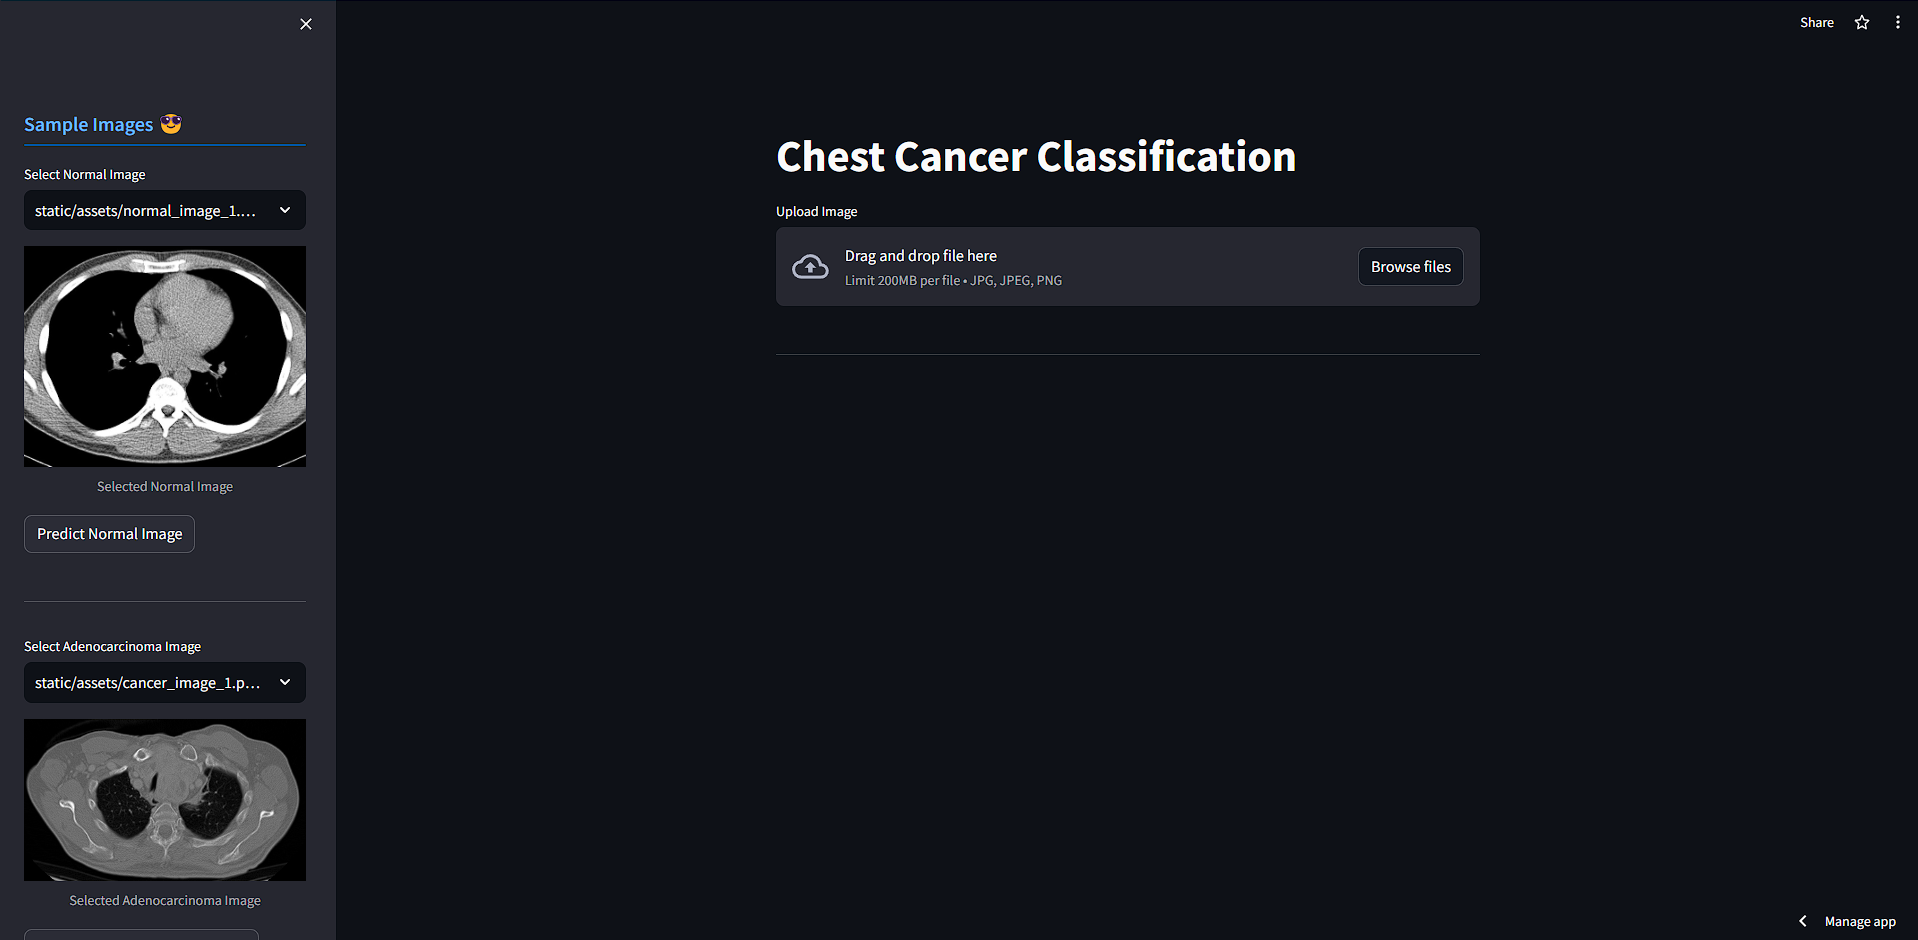 Share
Sample Images 😎
Select Normal Image
static/assets/normal_image_1....
Selected Normal Image
Predict Normal Image
Select Adenocarcinoma Image
static/assets/cancer_image_1.p...
Selected Adenocarcinoma Image
Chest Cancer Classification
Upload Image
Drag and drop file here
Limit 200MB per file • JPG, JPEG, PNG
Browse files
Manage app